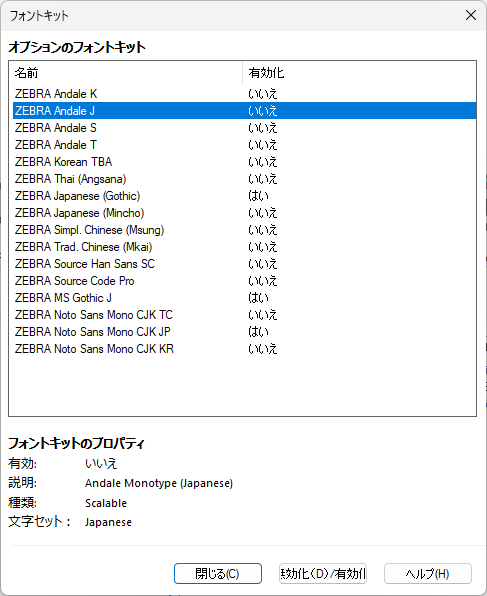 フォントキット
オプションのフォントキット
名前 有効化
ZEBRA Andale K いいえ
ZEBRA Andale J いいえ
ZEBRA Andale S いいえ
ZEBRA Andale T いいえ
ZEBRA Korean TBA いいえ
ZEBRA Thai (Angsana) いいえ
ZEBRA Japanese (Gothic) はい
ZEBRA Japanese (Mincho) いいえ
ZEBRA Simpl. Chinese (Msung) いいえ
ZEBRA Trad. Chinese (Mkai) いいえ
ZEBRA Source Han Sans SC いいえ
ZEBRA Source Code Pro いいえ
ZEBRA MS Gothic J はい
ZEBRA Noto Sans Mono CJK TC いいえ
ZEBRA Noto Sans Mono CJK JP はい
ZEBRA Noto Sans Mono CJK KR いいえ
フォントキットのプロパティ
有効: いいえ
説明: Andale Monotype (Japanese)
種類: Scalable
文字セット： Japanese
閉じる(C) 効化（D）/有効 ヘルプ(H)